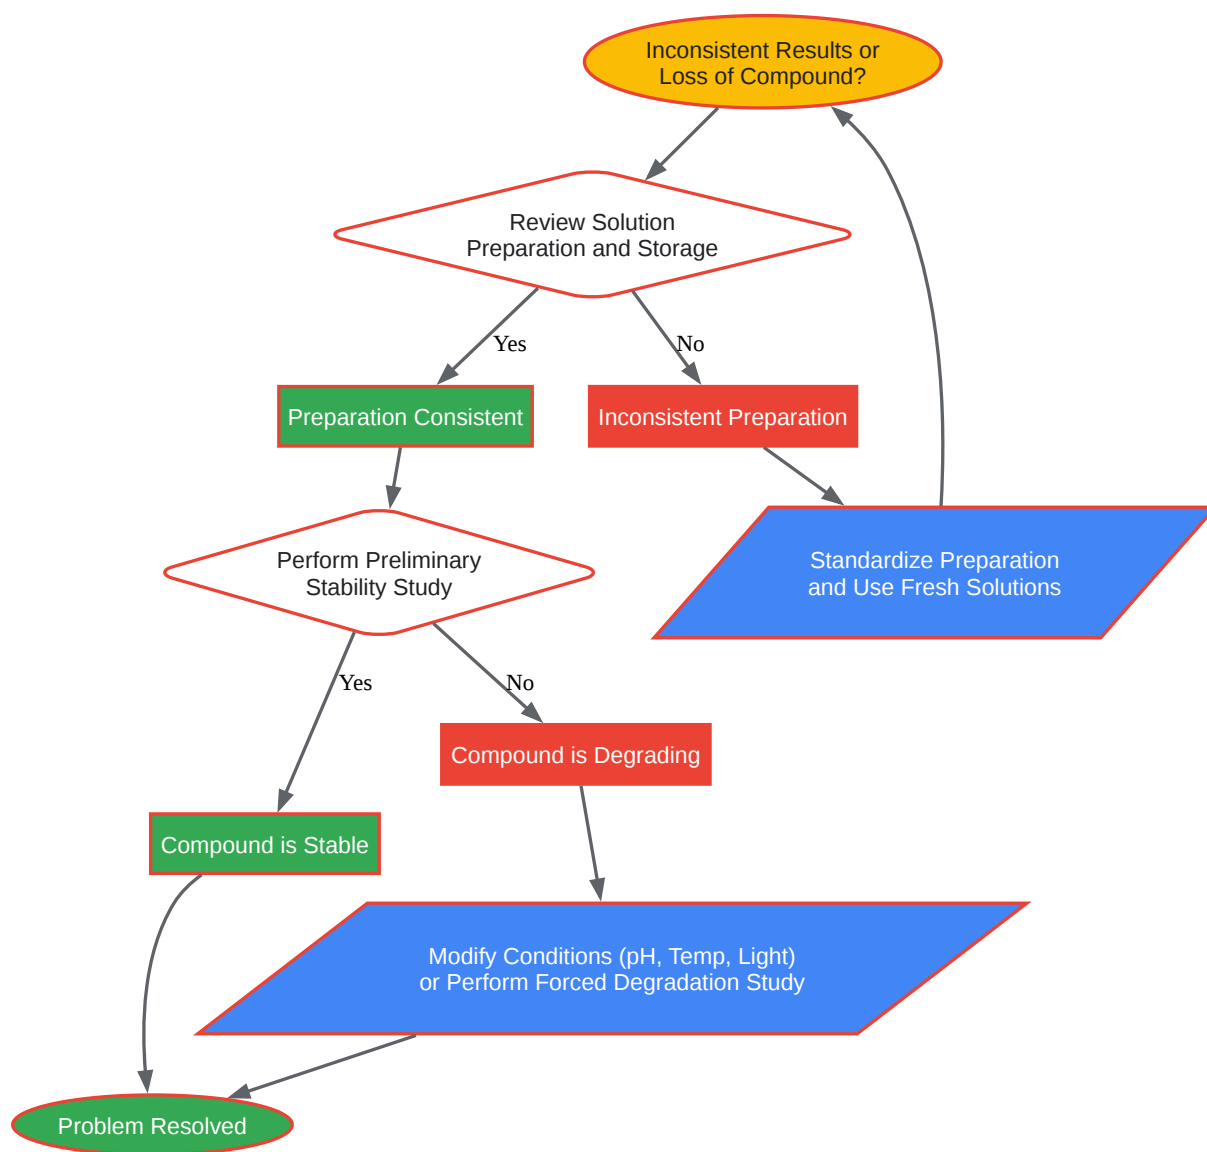 Inconsistent Results or
Loss of Compound?
Review Solution
Preparation and Storage
Yes
No
Preparation Consistent
Inconsistent Preparation
Perform Preliminary
Stability Study
Standardize Preparation
and Use Fresh Solutions
Yes
No
Compound is Degrading
Compound is Stable
Modify Conditions (pH, Temp, Light)
or Perform Forced Degradation Study
Problem Resolved